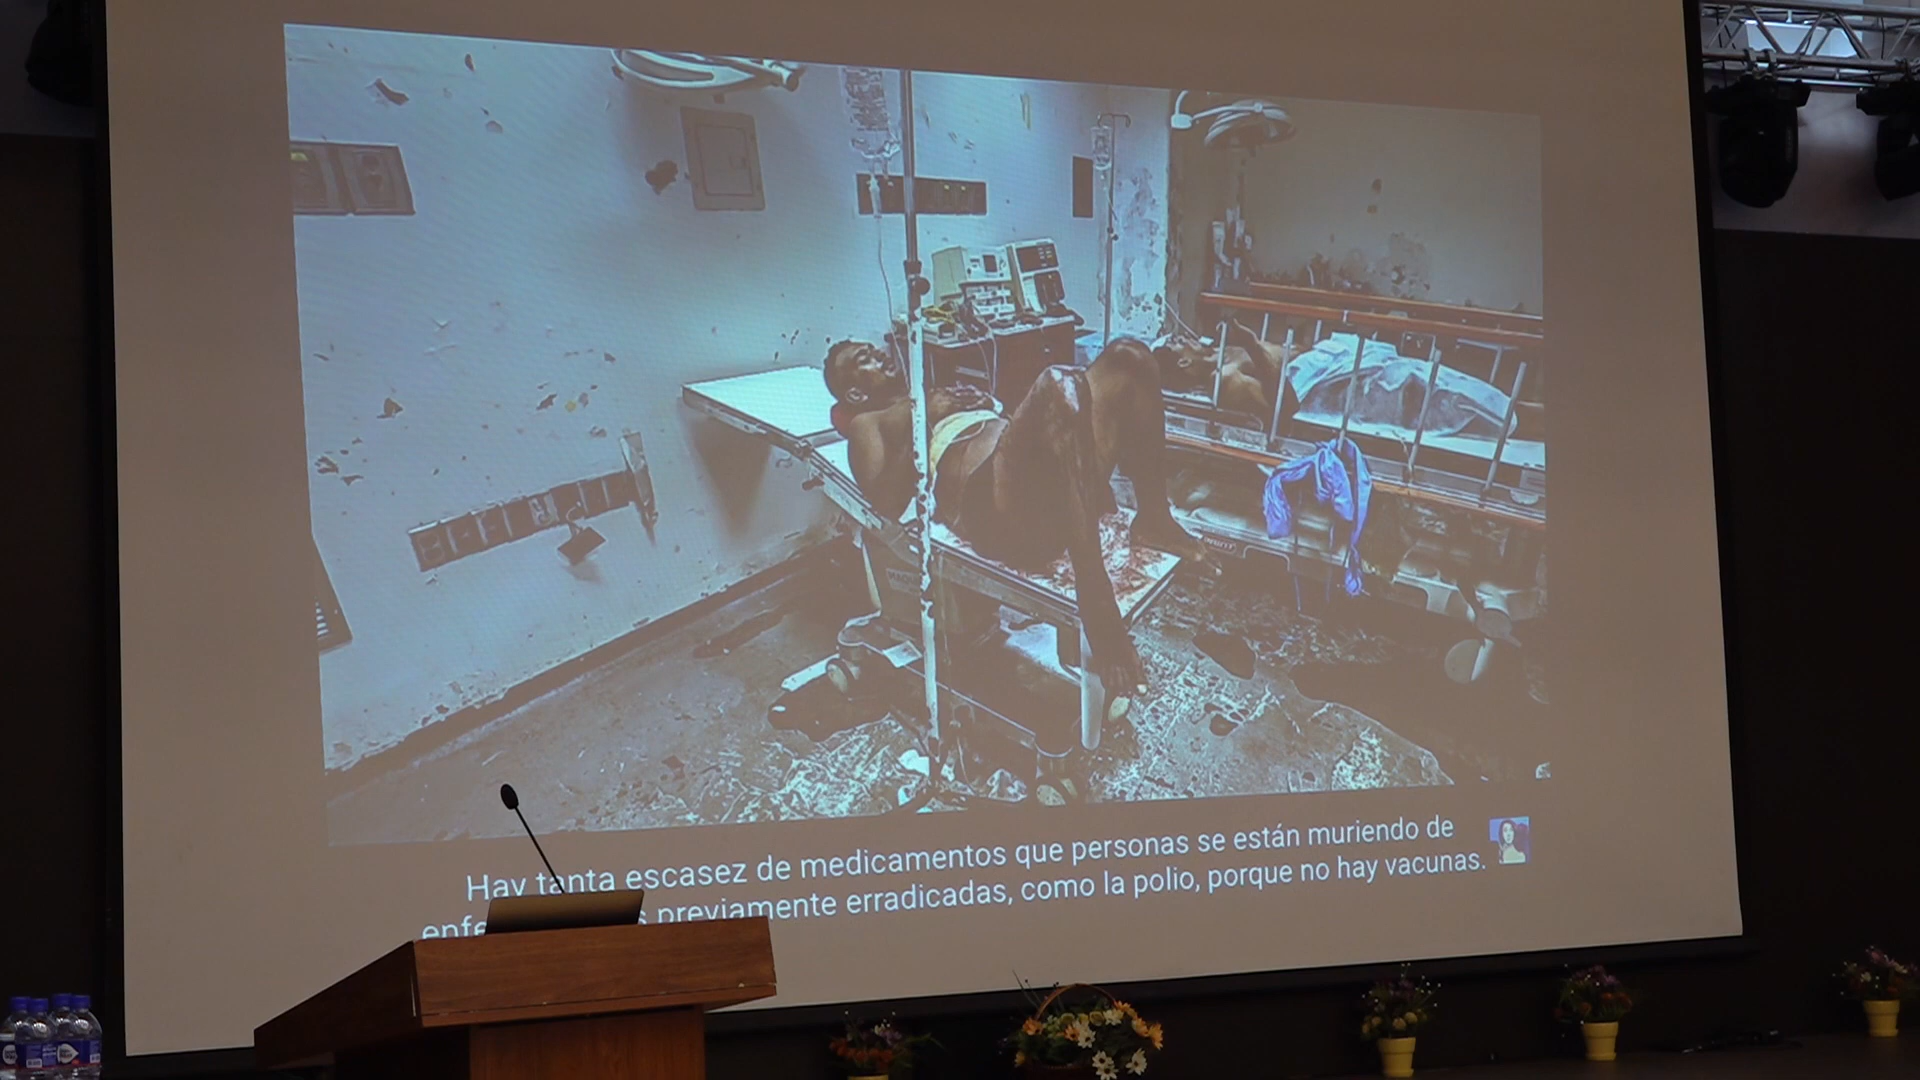 Hay tanta escasez de medicamentos que personas se están muriendo de
previamente erradicadas, como la polio, porque no hay vacunas.